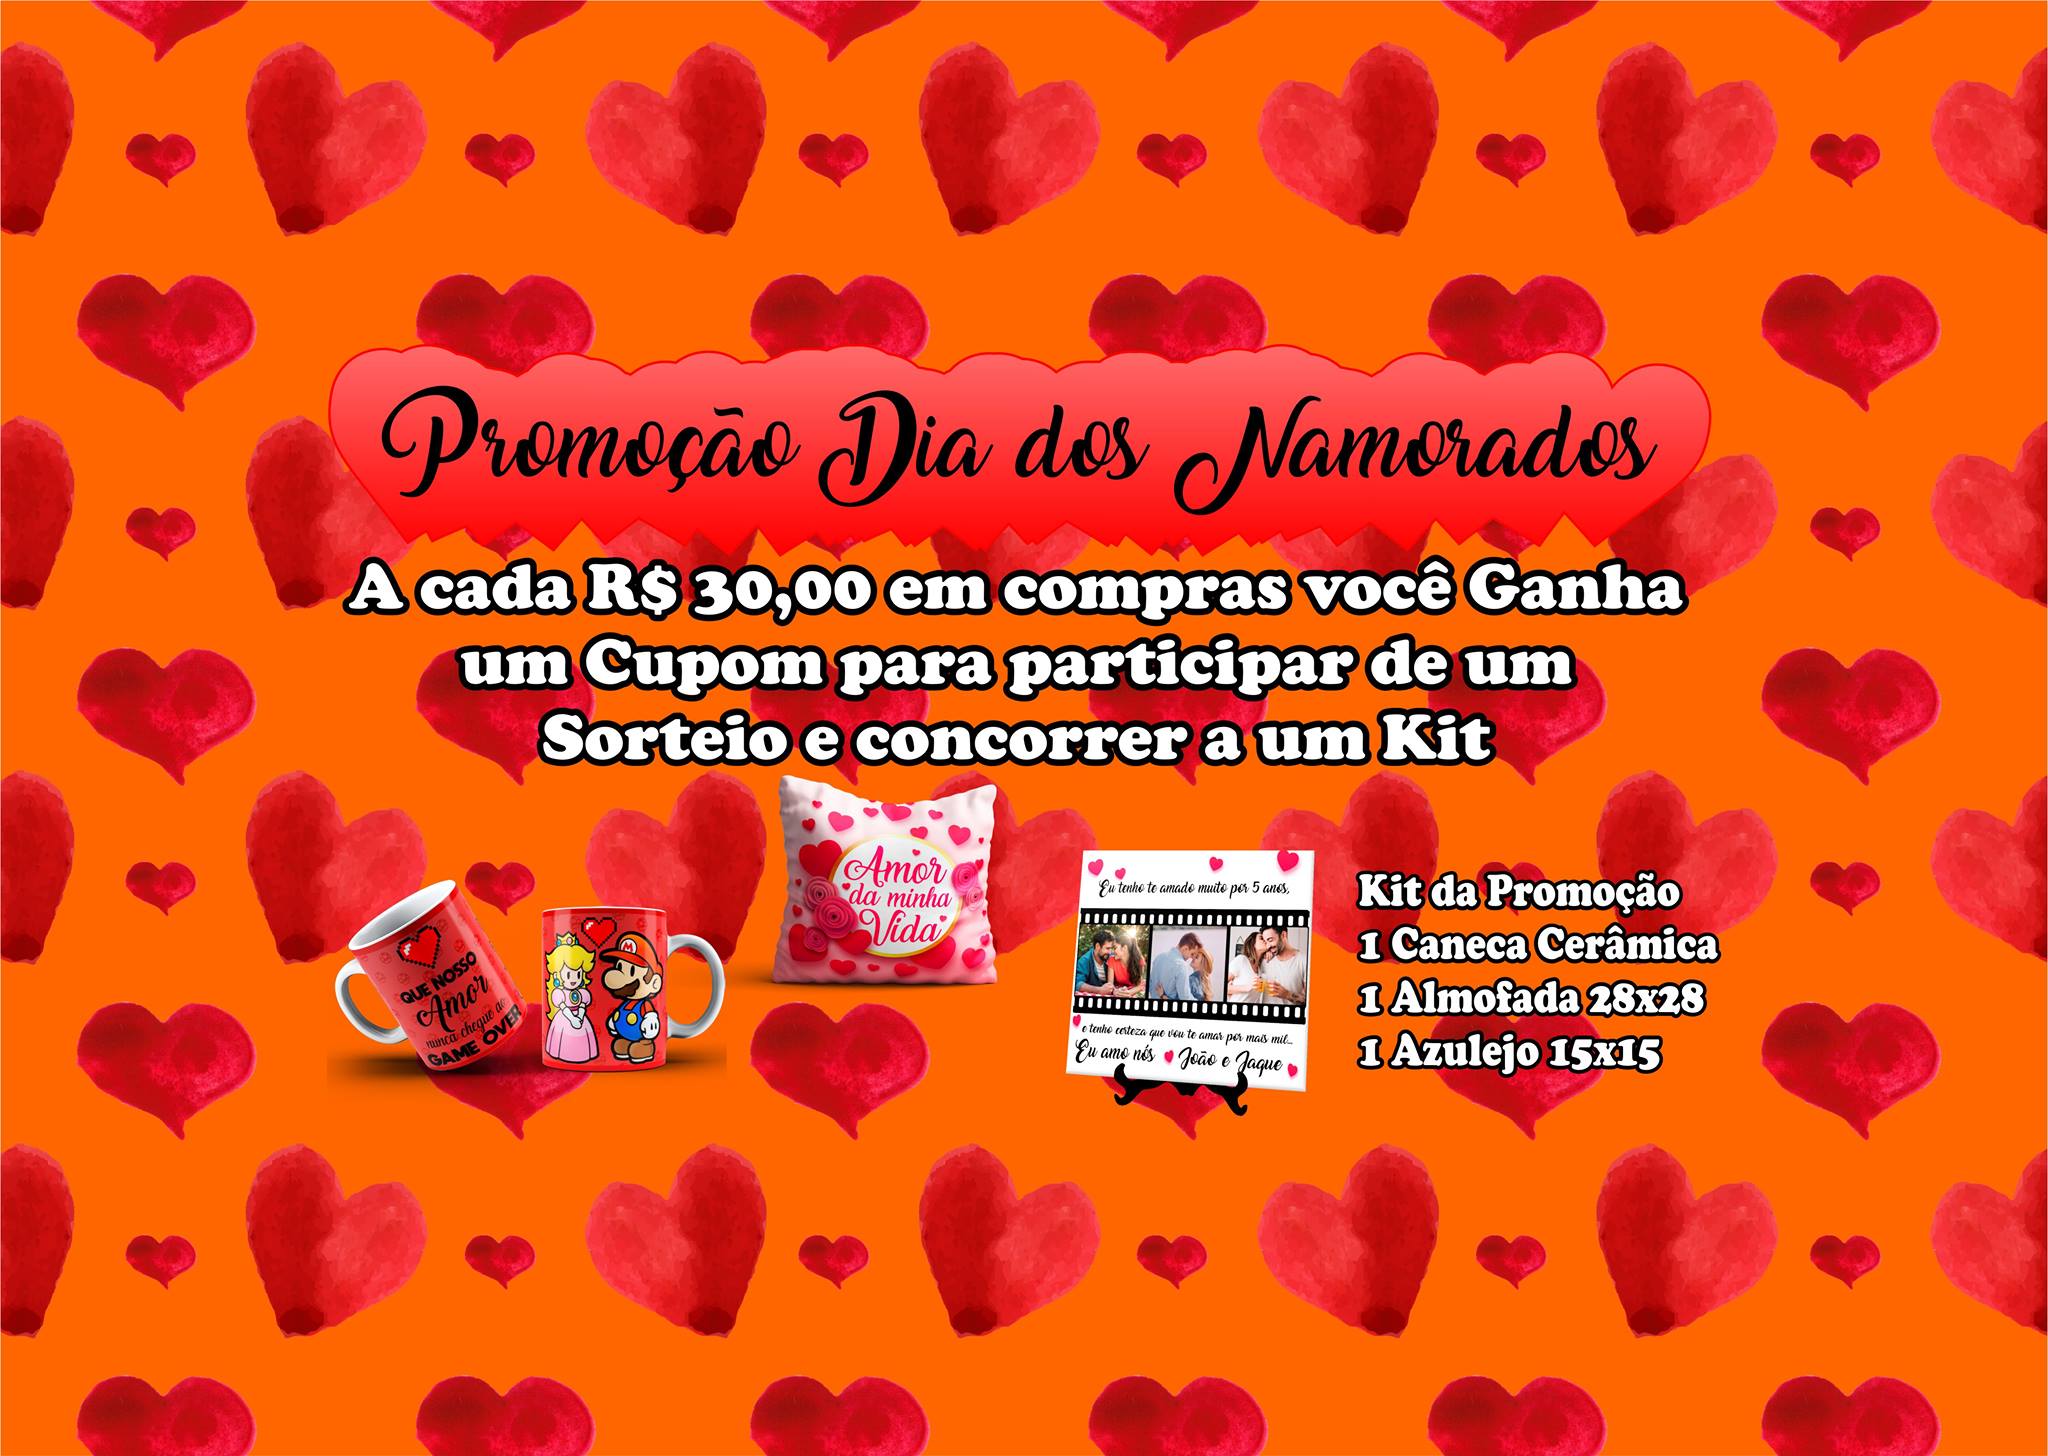 Promoção Dia dos Namorados
A cada R$ 30,00 em compras você Ganha
um Cupom para participar de um
Sorteio e concorrer a um Kit
QUE NOSSO
Amor
nunca chegue ao
GAME OVER
M
Amor
da minha
Vida
Eu tenho te amado muito por 5 anos,
e tenho certeza que vou te amar por mais mil...
Eu amo nós João e Jaque
Kit da Promoção
1 Caneca Cerâmica
1 Almofada 28x28
1 Azulejo 15x15